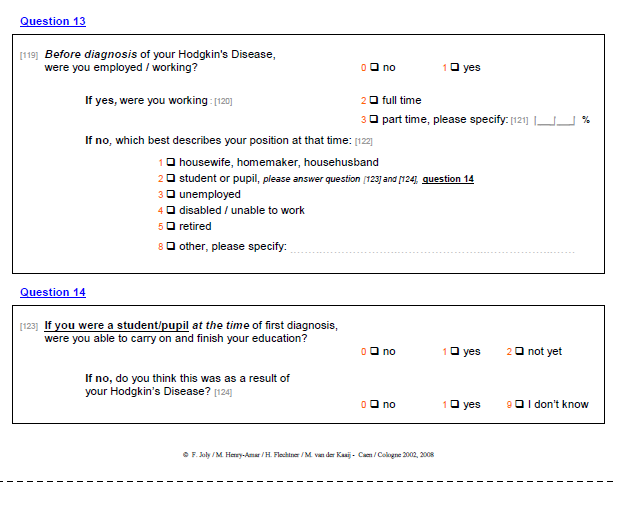 Question 13
[119] Before diagnosis of your Hodgkin's Disease,
were you employed / working? 0 ❑ no 1 ❑ yes
If yes, were you working : [120] 2 ❑ full time
3 ❑ part time, please specify: [121] |__|__| %
If no, which best describes your position at that time: [122]
1 ❑ housewife, homemaker, househusband
2 ❑ student or pupil, please answer question [123] and [124], question 14
3 ❑ unemployed
4 ❑ disabled / unable to work
5 ❑ retired
8 ❑ other, please specify: ........................................
Question 14
[123] If you were a student/pupil at the time of first diagnosis,
were you able to carry on and finish your education?
0 ❑ no 1 ❑ yes 2 ❑ not yet
If no, do you think this was as a result of
your Hodgkin's Disease? [124]
0 ❑ no 1 ❑ yes 9 ❑ I don't know
© F. Joly / M. Henry-Amar / H. Flechtner / M. van der Kaaij - Caen / Cologne 2002, 2008